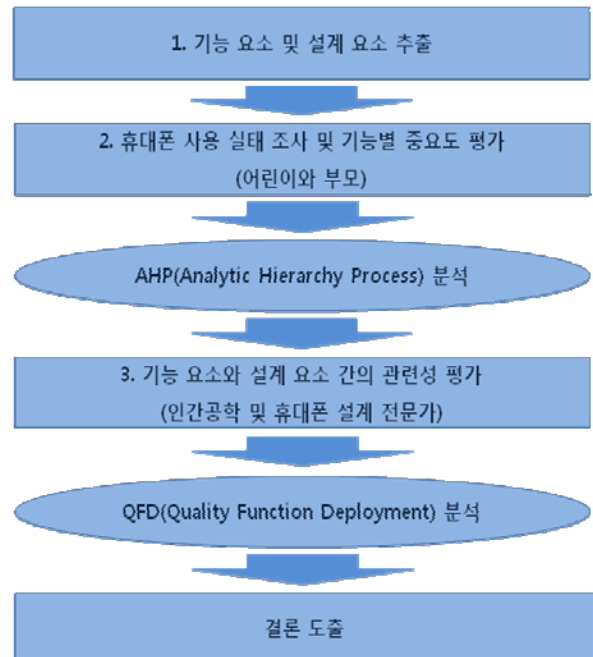 1. 기능 요소 및 설계 요소 추출
2. 휴대폰 사용 실태 조사 및 기능별 중요도 평가
(어린이와 부모)
AHP(Analytic Hierarchy Process) 분석
3. 기능 요소와 설계 요소 간의 관련성 평가
(인간공학 및 휴대폰 설계 전문가)
QFD(Quality Function Deployment) 분석
결론 도출